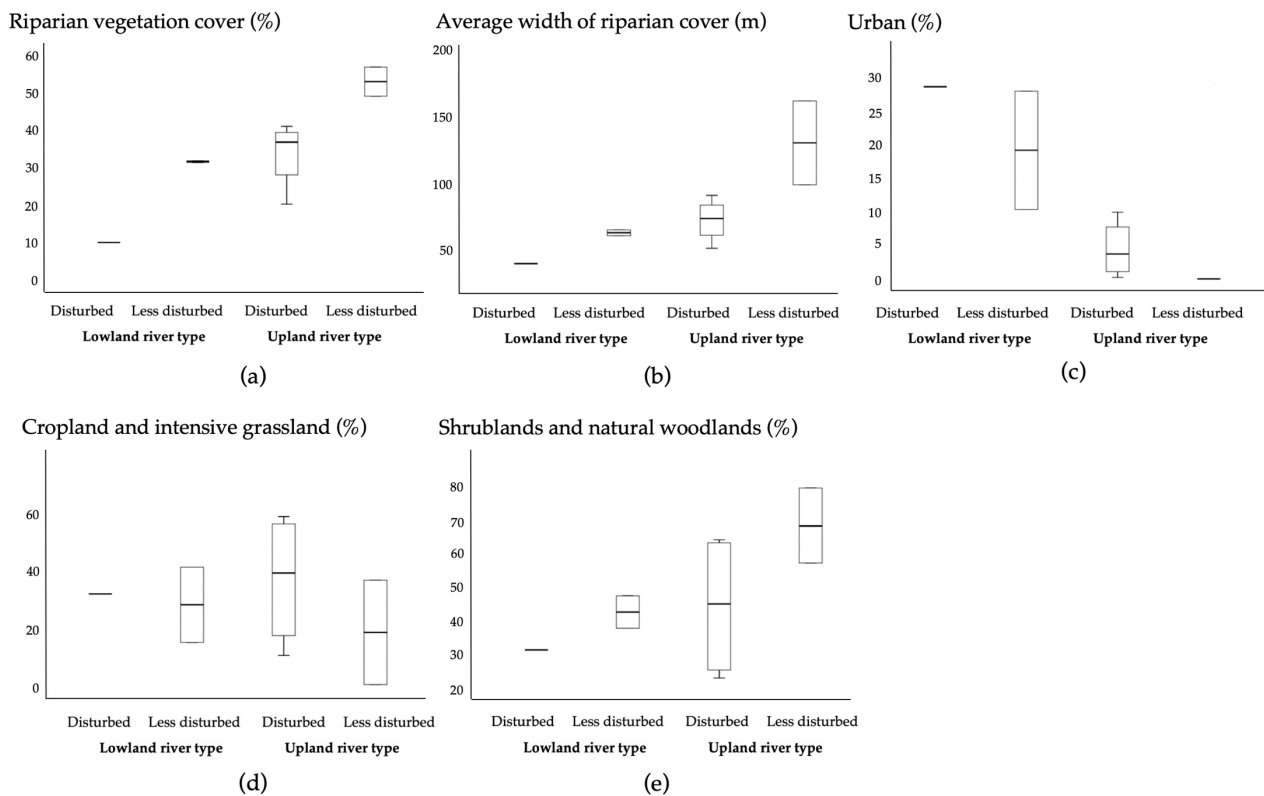 Riparian vegetation cover (%)
60
50
40
30
20
10
0
Disturbed Less disturbed Disturbed Less disturbed
Lowland river type Upland river type
(a)
Average width of riparian cover (m)
200
150
100
50
Disturbed Less disturbed Disturbed Less disturbed
Lowland river type Upland river type
(b)
Urban (%)
30
25
20
15
10
5
0
Disturbed Less disturbed Disturbed Less disturbed
Lowland river type Upland river type
(c)
Cropland and intensive grassland (%)
60
40
20
0
Disturbed Less disturbed Disturbed Less disturbed
Lowland river type Upland river type
(d)
Shrublands and natural woodlands (%)
80
70
60
50
40
30
20
Disturbed Less disturbed Disturbed Less disturbed
Lowland river type Upland river type
(e)